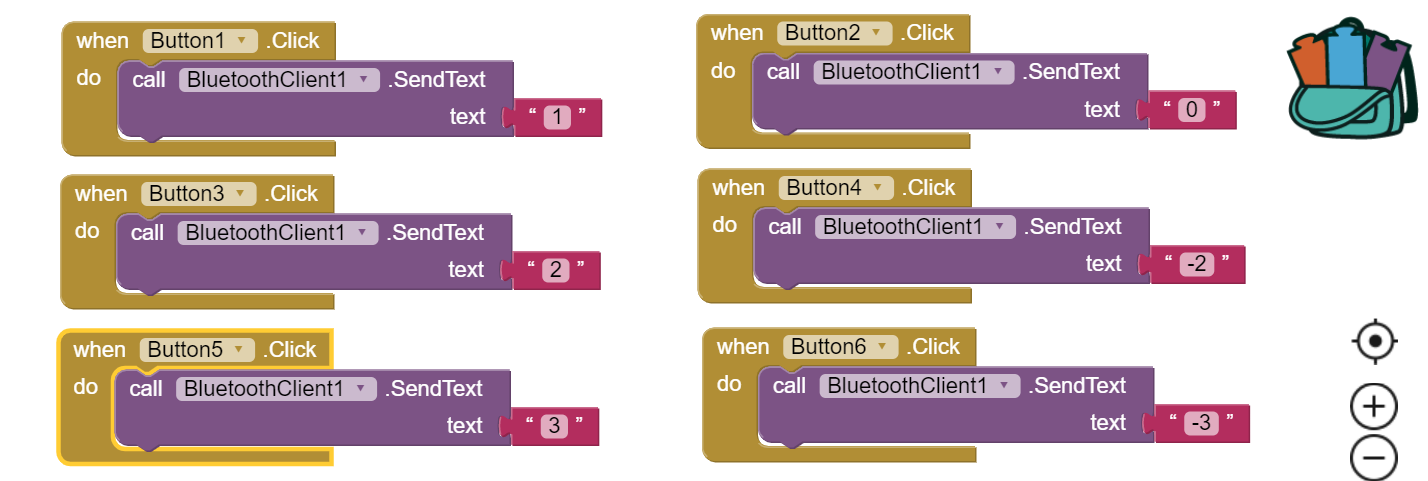 when Button1 .Click
do call BluetoothClient1 .SendText
text “ 1 ”
when Button2 .Click
do call BluetoothClient1 .SendText
text “ 0 ”
when Button3 .Click
do call BluetoothClient1 .SendText
text “ 2 ”
when Button4 .Click
do call BluetoothClient1 .SendText
text “ -2 ”
when Button5 .Click
do call BluetoothClient1 .SendText
text “ 3 ”
when Button6 .Click
do call BluetoothClient1 .SendText
text “ -3 ”